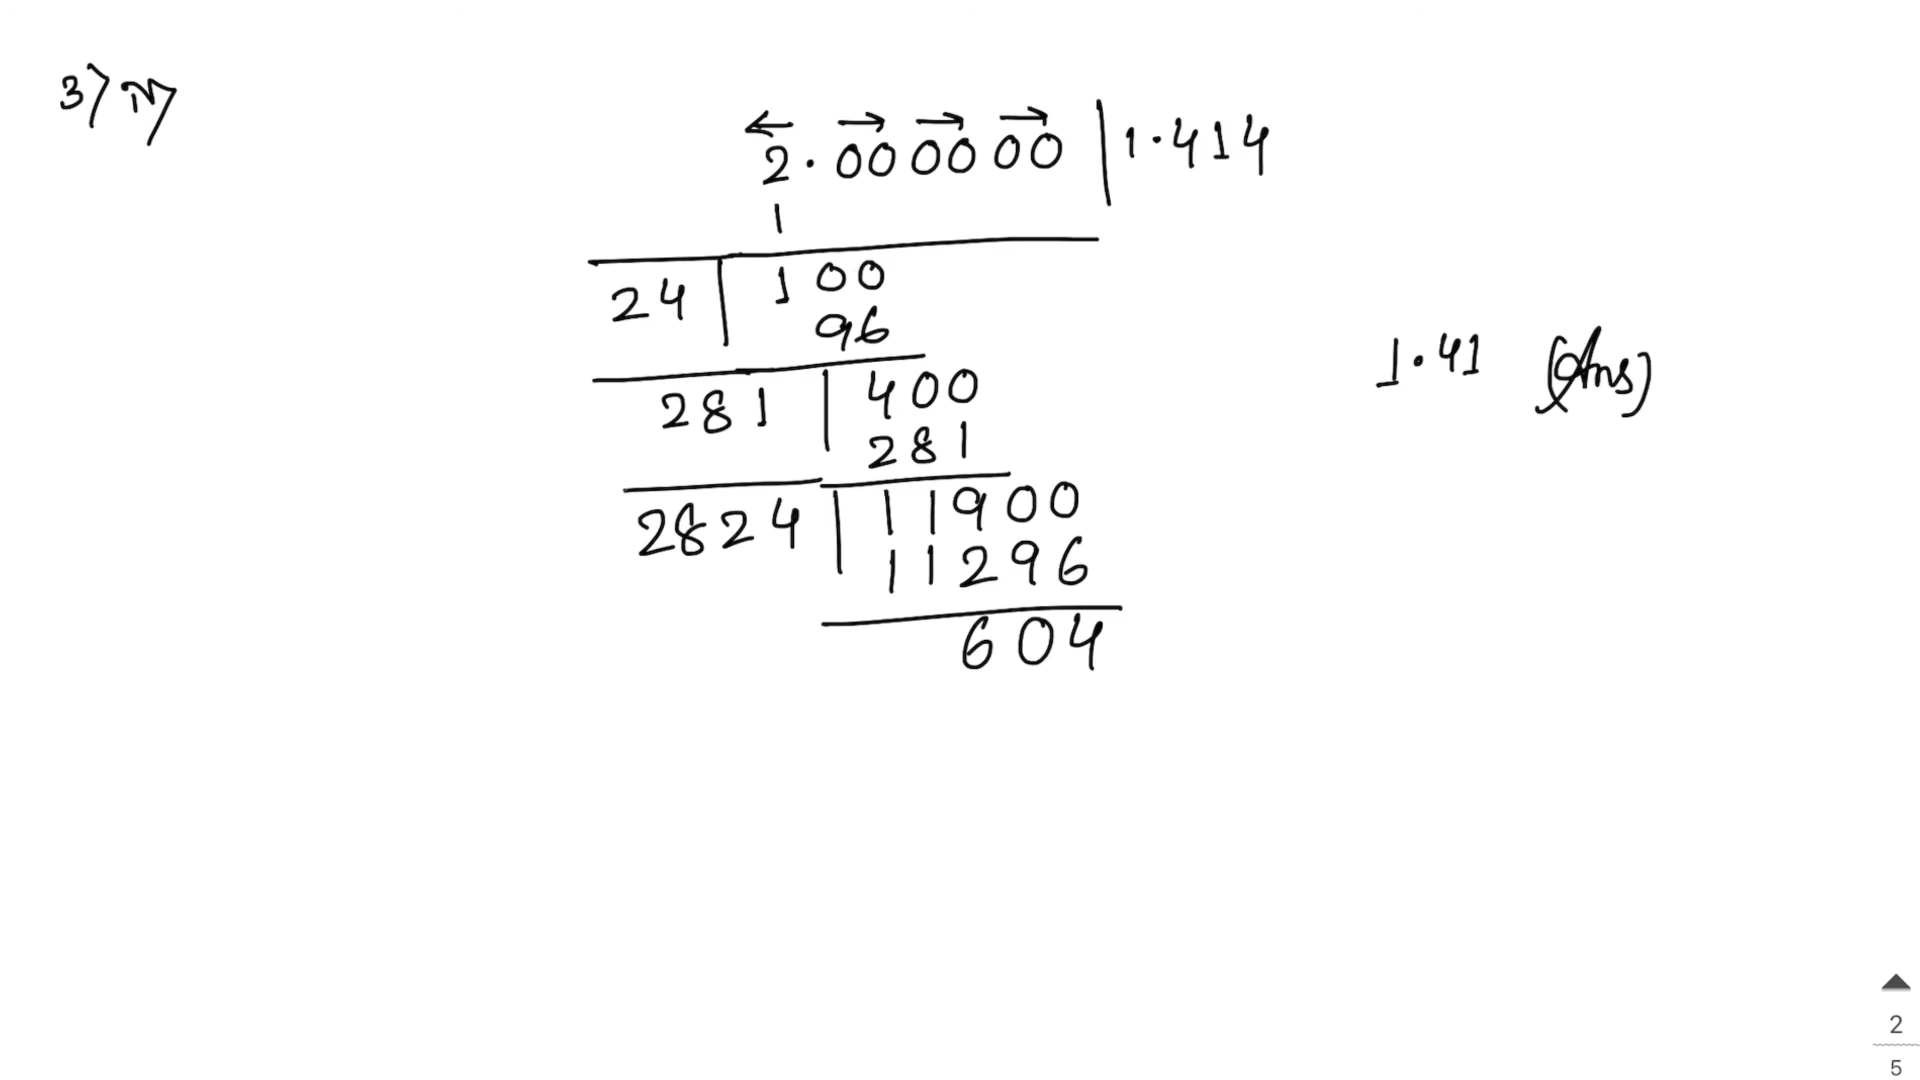 3)
2.000000 | 1.414
1
24 | 100
96
281 | 400
281
2824 | 11900
11296
604
1.41 (Ans)
2
5